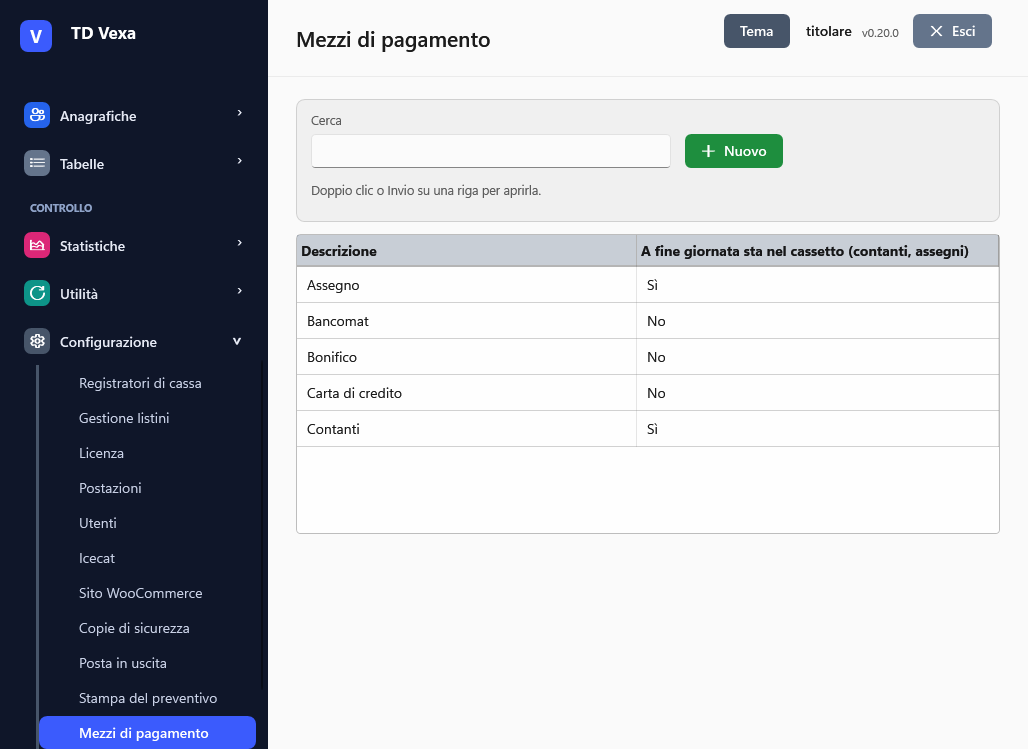 V TD Vexa
Anagrafiche
Tabelle
CONTROLLO
Statistiche
Utilità
Configurazione
Registratori di cassa
Gestione listini
Licenza
Postazioni
Utenti
Icecat
Sito WooCommerce
Copie di sicurezza
Posta in uscita
Stampa del preventivo
Mezzi di pagamento
Mezzi di pagamento
Tema titolare v0.20.0 Esci
Cerca
Nuovo
Doppio clic o Invio su una riga per aprirla.
Descrizione A fine giornata sta nel cassetto (contanti, assegni)
Assegno Sì
Bancomat No
Bonifico No
Carta di credito No
Contanti Sì